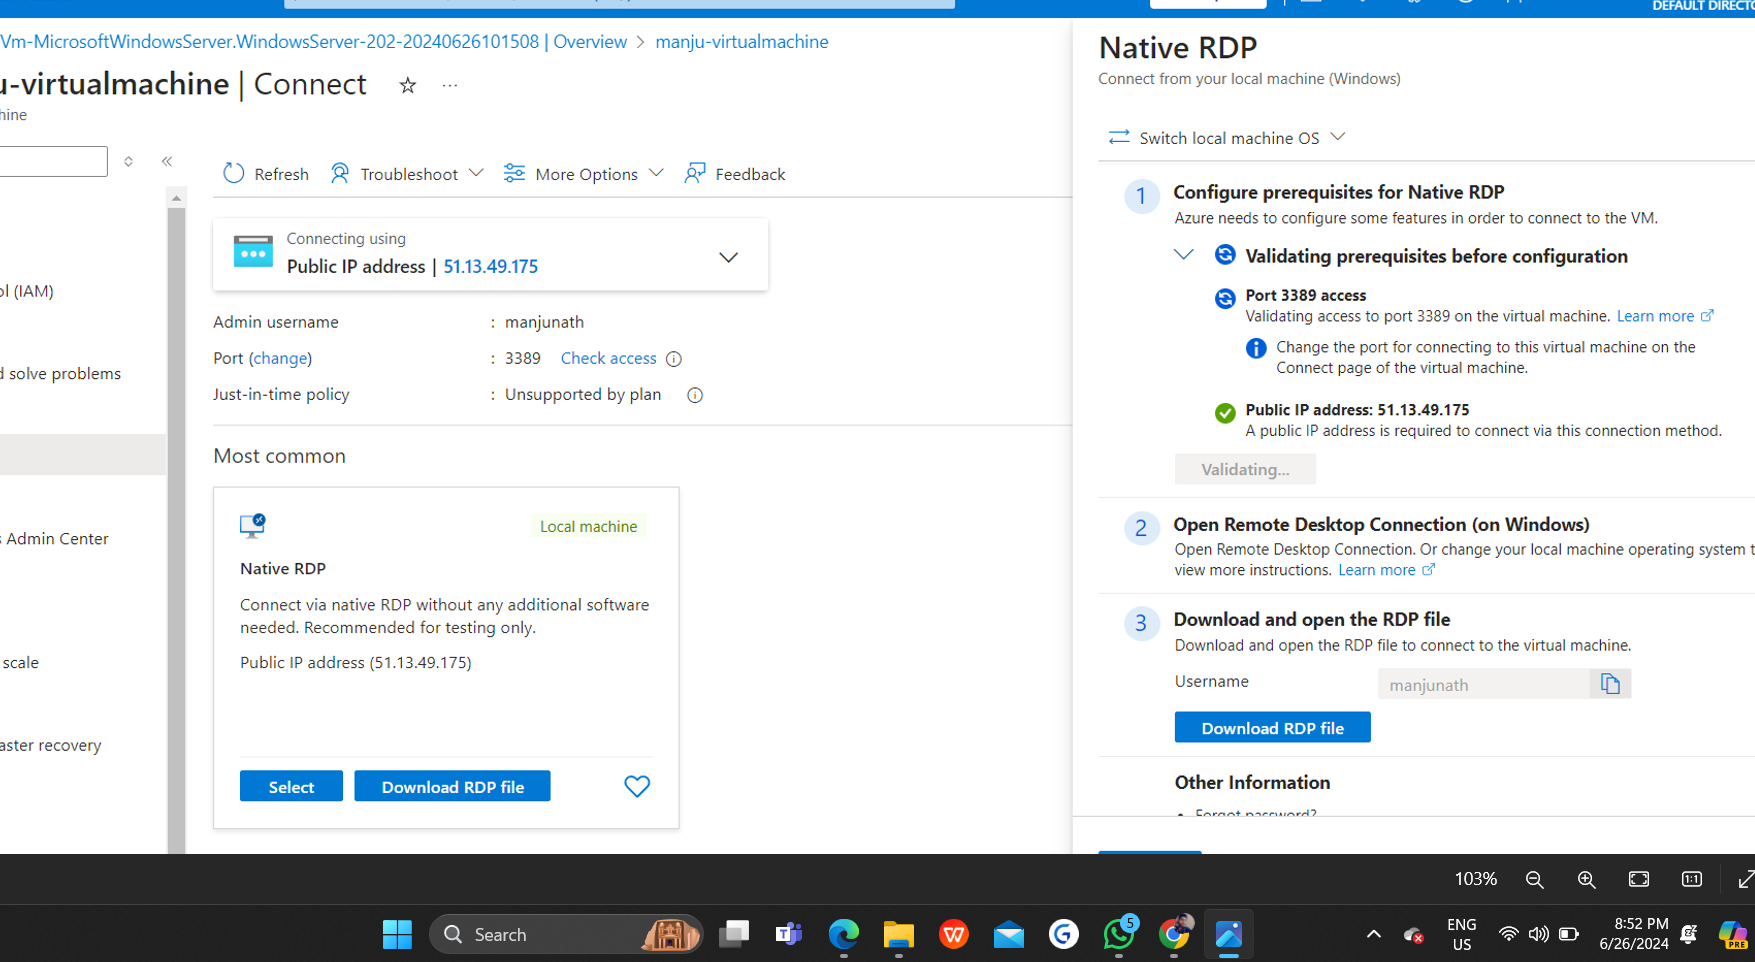 DEFAULT DIRECTO
Vm-MicrosoftWindowsServer.WindowsServer-202-20240626101508 | Overview > manju-virtualmachine
u-virtualmachine | Connect
hine
Refresh Troubleshoot More Options Feedback
Connecting using
Public IP address | 51.13.49.175
Admin username : manjunath
Port (change) : 3389 Check access
Just-in-time policy : Unsupported by plan
ol (IAM)
d solve problems
s Admin Center
scale
aster recovery
Most common
Local machine
Native RDP
Connect via native RDP without any additional software
needed. Recommended for testing only.
Public IP address (51.13.49.175)
Select Download RDP file
Native RDP
Connect from your local machine (Windows)
Switch local machine OS
1 Configure prerequisites for Native RDP
Azure needs to configure some features in order to connect to the VM.
Validating prerequisites before configuration
Port 3389 access
Validating access to port 3389 on the virtual machine. Learn more
Change the port for connecting to this virtual machine on the
Connect page of the virtual machine.
Public IP address: 51.13.49.175
A public IP address is required to connect via this connection method.
Validating...
2 Open Remote Desktop Connection (on Windows)
Open Remote Desktop Connection. Or change your local machine operating system t
view more instructions. Learn more
3 Download and open the RDP file
Download and open the RDP file to connect to the virtual machine.
Username manjunath
Download RDP file
Other Information
• Forgot password?
103%
1:1
Search
5
ENG
US
8:52 PM
6/26/2024
PRE